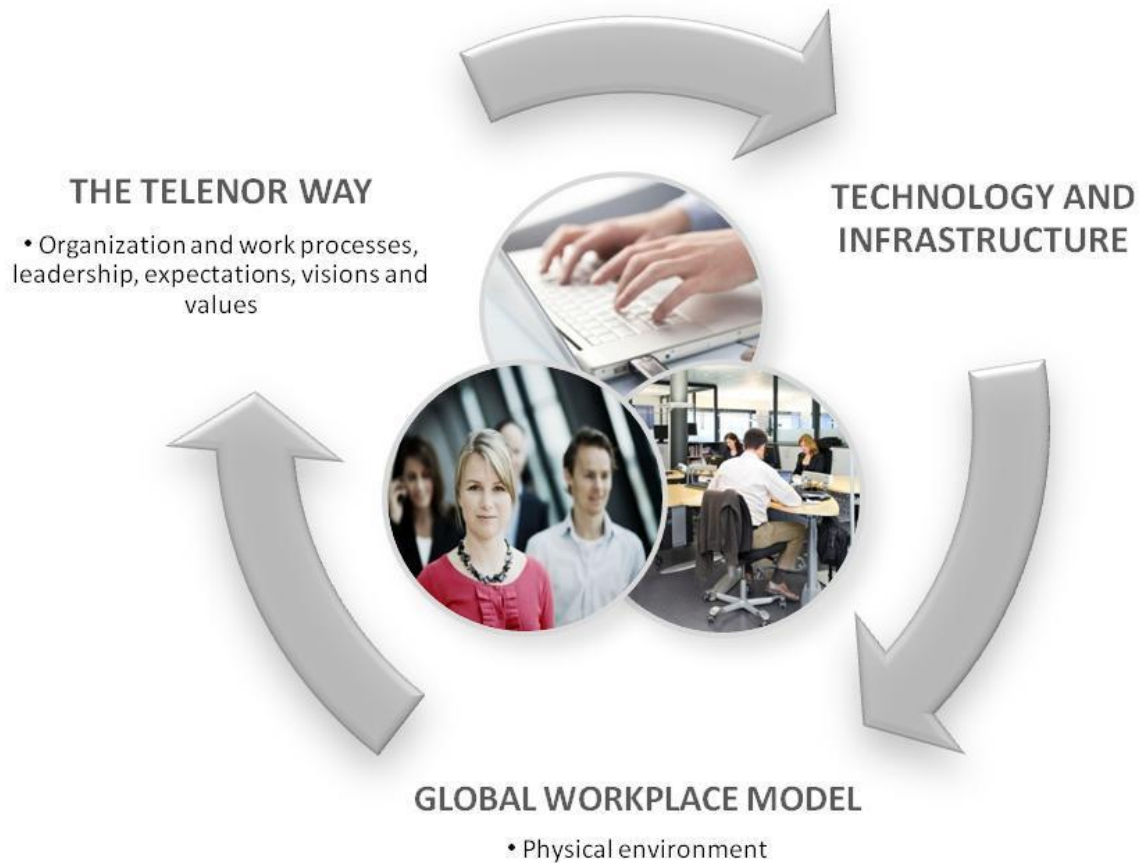 THE TELENOR WAY
• Organization and work processes,
leadership, expectations, visions and
values
TECHNOLOGY AND
INFRASTRUCTURE
GLOBAL WORKPLACE MODEL
• Physical environment